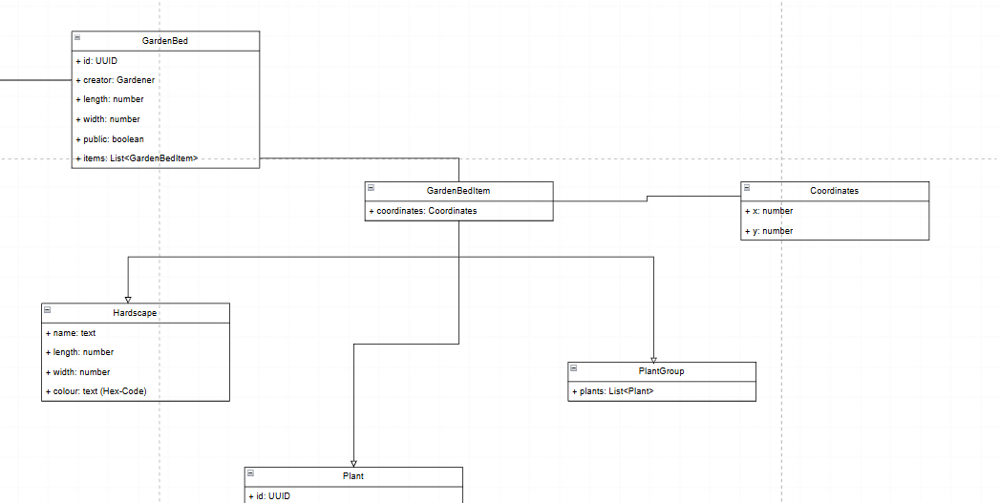 GardenBed
+ id: UUID
+ creator: Gardener
+ length: number
+ width: number
+ public: boolean
+ items: List<GardenBedItem>
GardenBedItem
+ coordinates: Coordinates
Coordinates
+ x: number
+ y: number
Hardscape
+ name: text
+ length: number
+ width: number
+ colour: text (Hex-Code)
PlantGroup
+ plants: List<Plant>
Plant
+ id: UUID